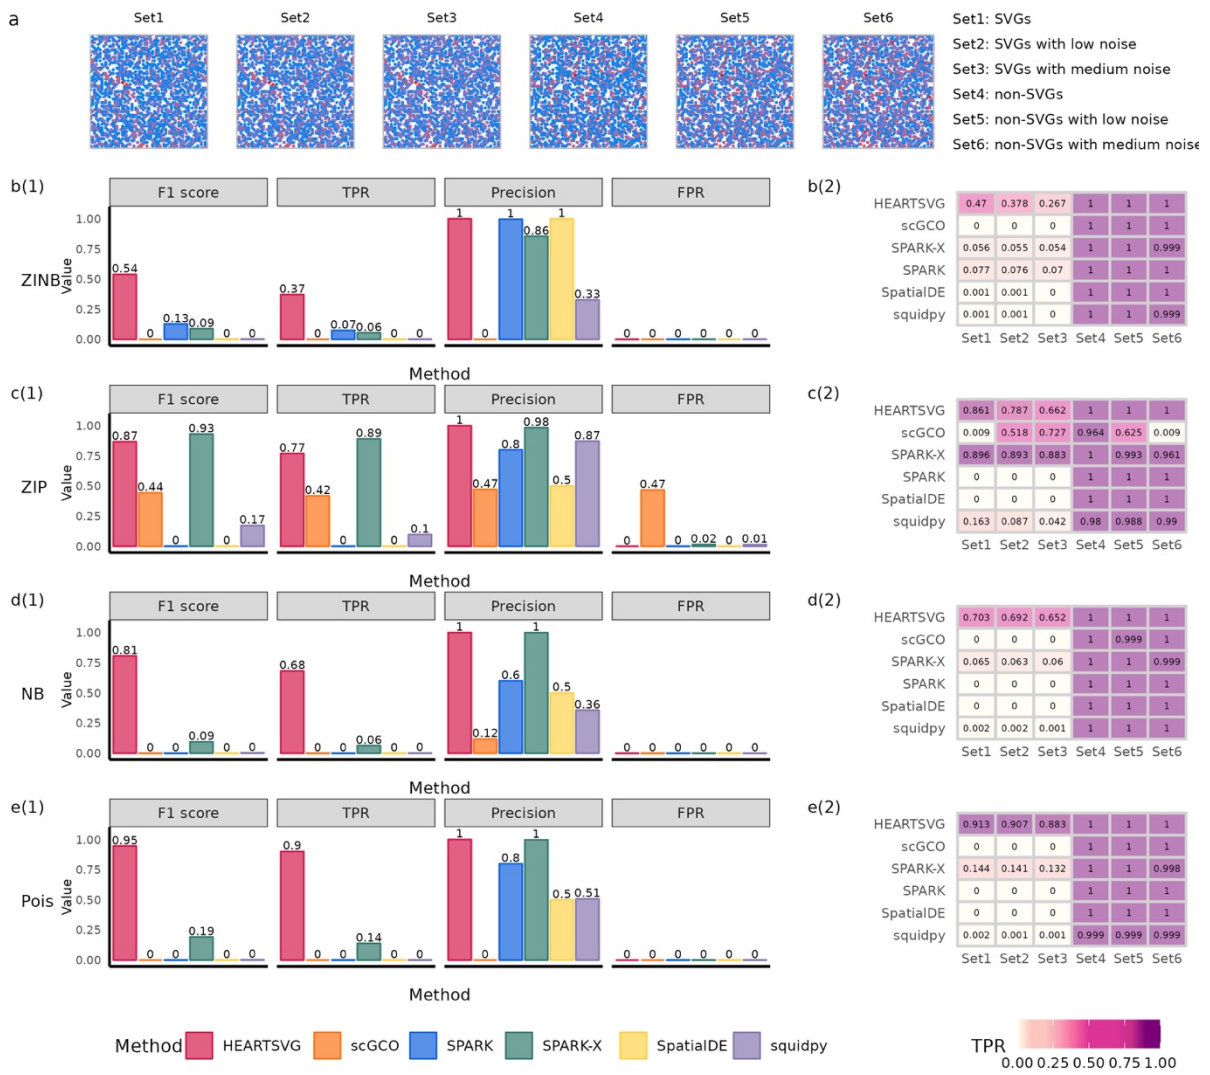 a
Set1 Set2 Set3 Set4 Set5 Set6
Set1: SVGs
Set2: SVGs with low noise
Set3: SVGs with medium noise
Set4: non-SVGs
Set5: non-SVGs with low noise
Set6: non-SVGs with medium noise
b(1)
F1 score TPR Precision FPR
ZINB
Value
1.00
0.75
0.50
0.25
0.00
0.54 0 0.13 0.09 0 0
0.37 0 0.07 0.06 0 0
1 0 1 0.86 1 0.33
0 0 0 0 0 0
Method
b(2)
HEARTSVG 0.47 0.378 0.267 1 1 1
scGCO 0 0 0 1 1 1
SPARK-X 0.056 0.055 0.054 1 1 0.999
SPARK 0.077 0.076 0.07 1 1 1
SpatialDE 0.001 0.001 0 1 1 1
squidpy 0.001 0.001 0 1 1 0.999
Set1 Set2 Set3 Set4 Set5 Set6
c(1)
F1 score TPR Precision FPR
ZIP
Value
1.00
0.75
0.50
0.25
0.00
0.87 0.44 0 0.93 0 0.17
0.77 0.42 0 0.89 0 0.1
1 0.47 0.8 0.98 0.5 0.87
0 0.47 0 0.02 0 0.01
Method
c(2)
HEARTSVG 0.861 0.787 0.662 1 1 1
scGCO 0.009 0.518 0.727 0.964 0.625 0.009
SPARK-X 0.896 0.893 0.883 1 0.993 0.961
SPARK 0 0 0 1 1 1
SpatialDE 0 0 0 1 1 1
squidpy 0.163 0.087 0.042 0.98 0.988 0.99
Set1 Set2 Set3 Set4 Set5 Set6
d(1)
F1 score TPR Precision FPR
NB
Value
1.00
0.75
0.50
0.25
0.00
0.81 0 0 0.09 0 0
0.68 0 0 0.06 0 0
1 0.12 0.6 1 0.5 0.36
0 0 0 0 0 0
Method
d(2)
HEARTSVG 0.703 0.692 0.652 1 1 1
scGCO 0 0 0 1 0.999 1
SPARK-X 0.065 0.063 0.06 1 1 0.999
SPARK 0 0 0 1 1 1
SpatialDE 0 0 0 1 1 1
squidpy 0.002 0.002 0.001 1 1 1
Set1 Set2 Set3 Set4 Set5 Set6
e(1)
F1 score TPR Precision FPR
Pois
Value
1.00
0.75
0.50
0.25
0.00
0.95 0 0 0.19 0 0
0.9 0 0 0.14 0 0
1 0 0.8 1 0.5 0.51
0 0 0 0 0 0
Method
e(2)
HEARTSVG 0.913 0.907 0.883 1 1 1
scGCO 0 0 0 1 1 1
SPARK-X 0.144 0.141 0.132 1 1 0.998
SPARK 0 0 0 1 1 1
SpatialDE 0 0 0 1 1 1
squidpy 0.002 0.001 0.001 0.999 0.999 0.999
Set1 Set2 Set3 Set4 Set5 Set6
Method HEARTSVG scGCO SPARK SPARK-X SpatialDE squidpy
TPR
0.00 0.25 0.50 0.75 1.00